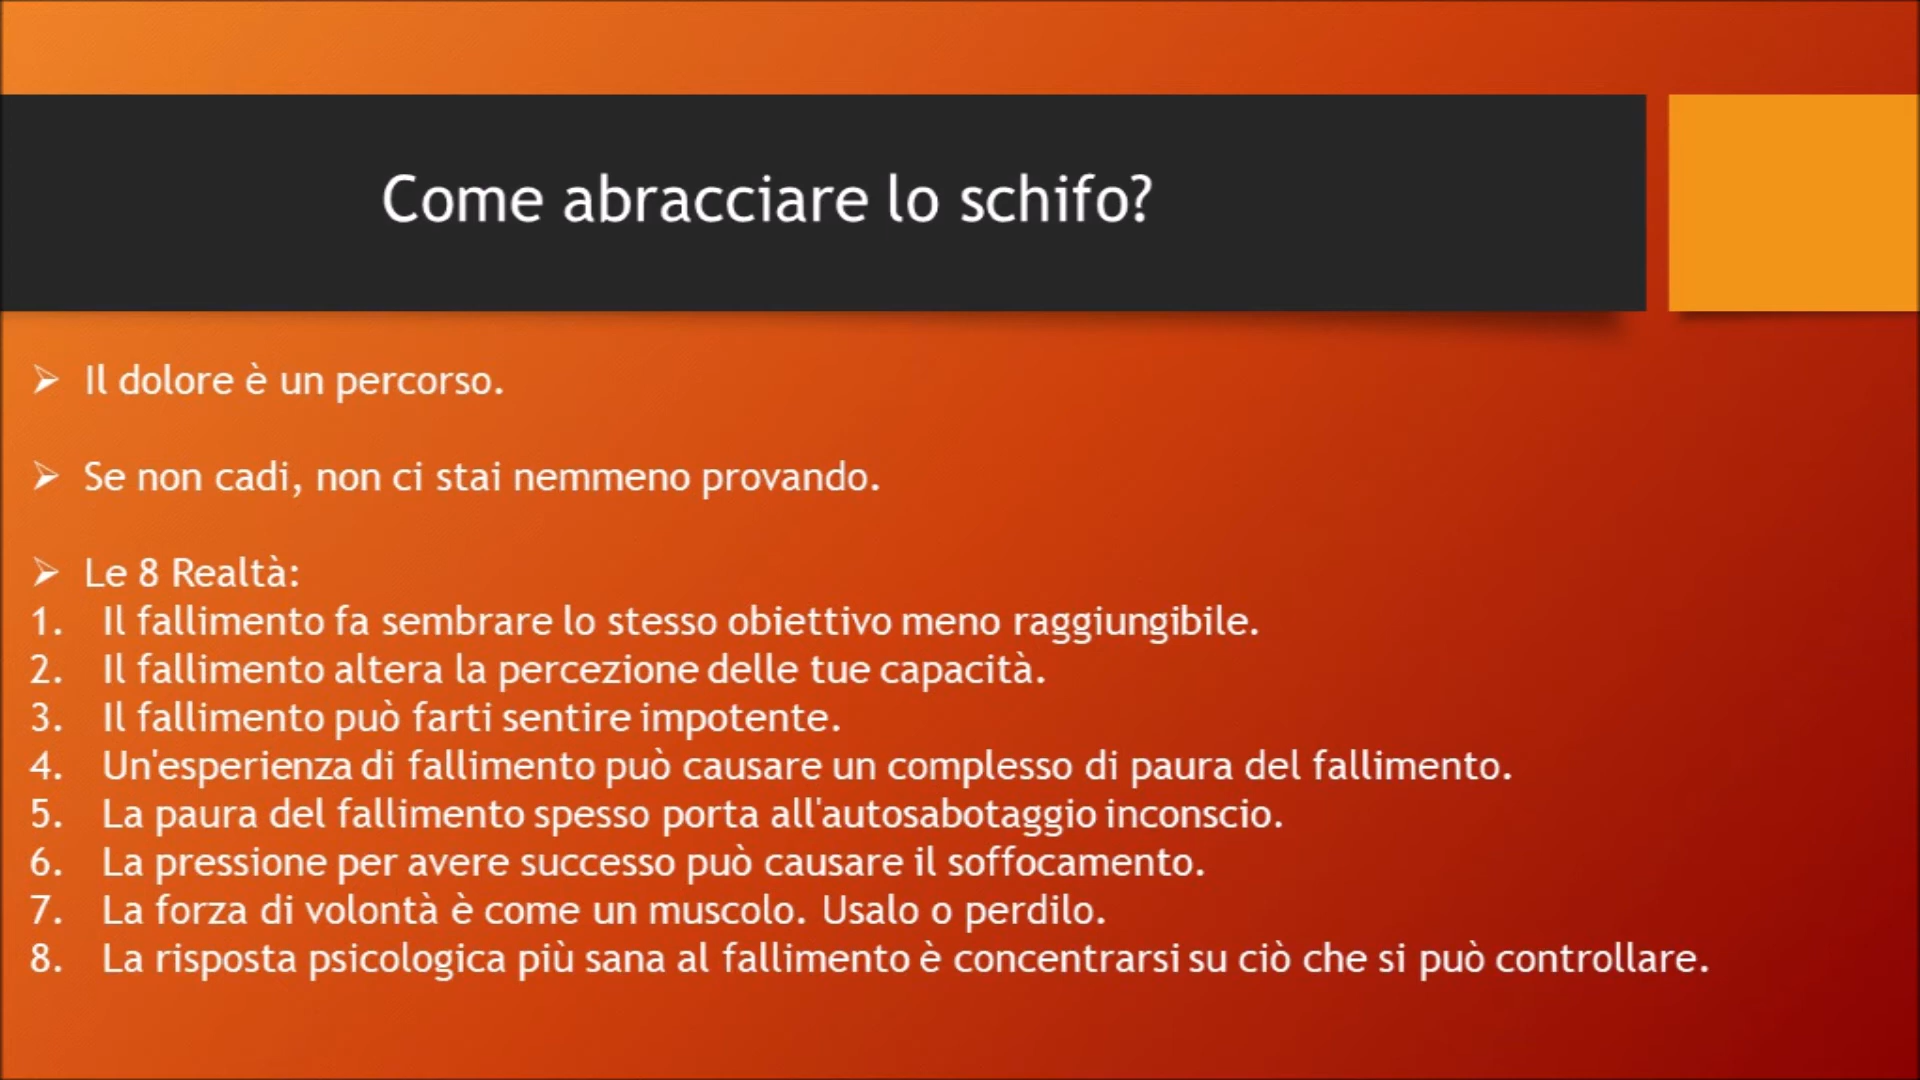 Come abracciare lo schifo?
Il dolore è un percorso.
Se non cadi, non ci stai nemmeno provando.
Le 8 Realtà:
1. Il fallimento fa sembrare lo stesso obiettivo meno raggiungibile.
2. Il fallimento altera la percezione delle tue capacità.
3. Il fallimento può farti sentire impotente.
4. Un'esperienza di fallimento può causare un complesso di paura del fallimento.
5. La paura del fallimento spesso porta all'autosabotaggio inconscio.
6. La pressione per avere successo può causare il soffocamento.
7. La forza di volontà è come un muscolo. Usalo o perdilo.
8. La risposta psicologica più sana al fallimento è concentrarsi su ciò che si può controllare.